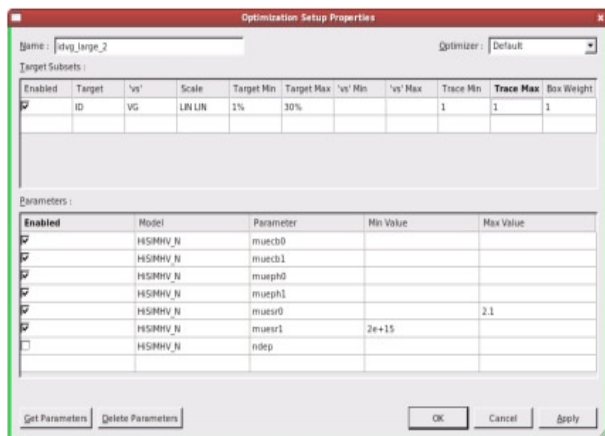 Optimization Setup Properties
Name : idvg_large_2 Optimizer : Default
Target Subsets :
Enabled Target 'vs' Scale Target Min Target Max 'vs' Min 'vs' Max Trace Min Trace Max Box Weight
ID VG LIN LIN 1% 30% 1 1 1
Parameters :
Enabled Model Parameter Min Value Max Value
HiSIMHV_N muecb0
HiSIMHV_N muecb1
HiSIMHV_N mueph0
HiSIMHV_N mueph1
HiSIMHV_N muesr0 2.1
HiSIMHV_N muesr1 2e+15
HiSIMHV_N ndep
Get Parameters Delete Parameters OK Cancel Apply